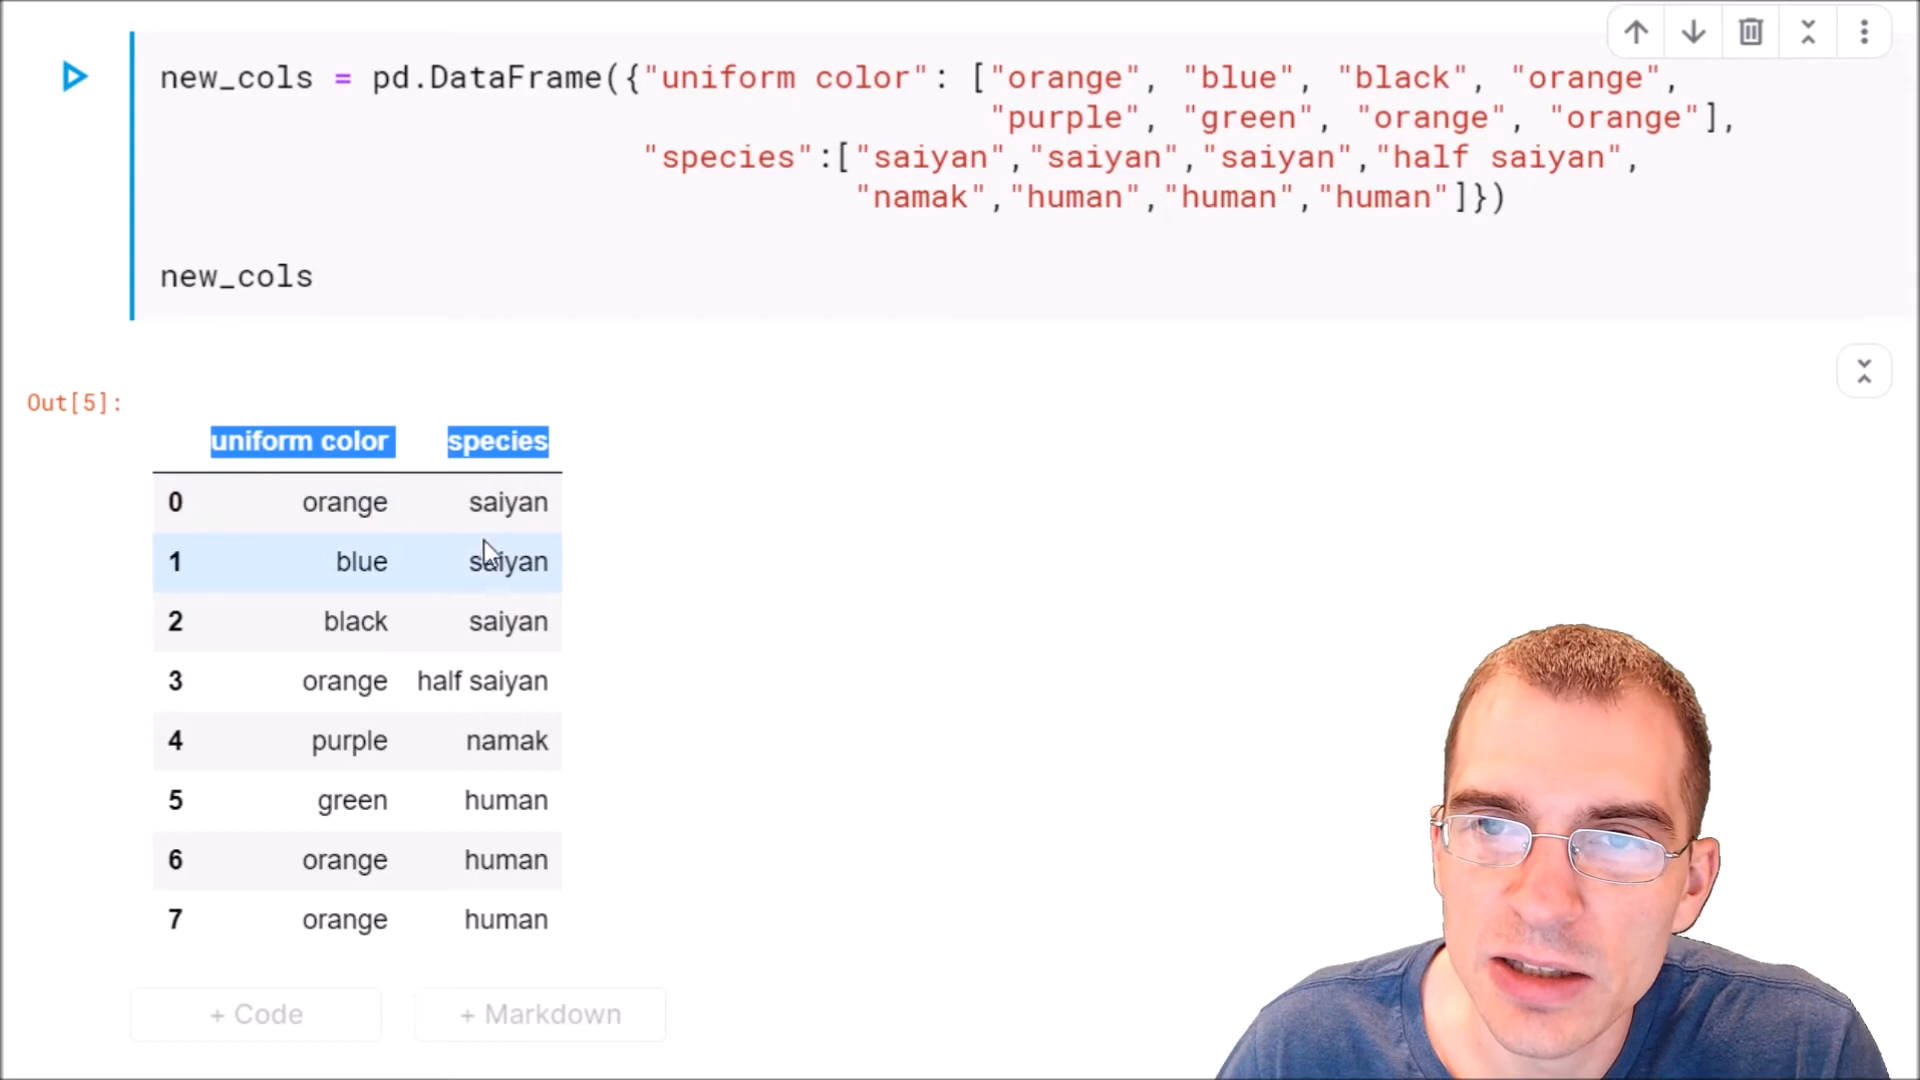 new_cols = pd.DataFrame({"uniform color": ["orange", "blue", "black", "orange",
"purple", "green", "orange", "orange"],
"species":["saiyan","saiyan","saiyan","half saiyan",
"namak","human","human","human"]})
new_cols
Out[5]:
uniform color species
0 orange saiyan
1 blue saiyan
2 black saiyan
3 orange half saiyan
4 purple namak
5 green human
6 orange human
7 orange human
+ Code + Markdown